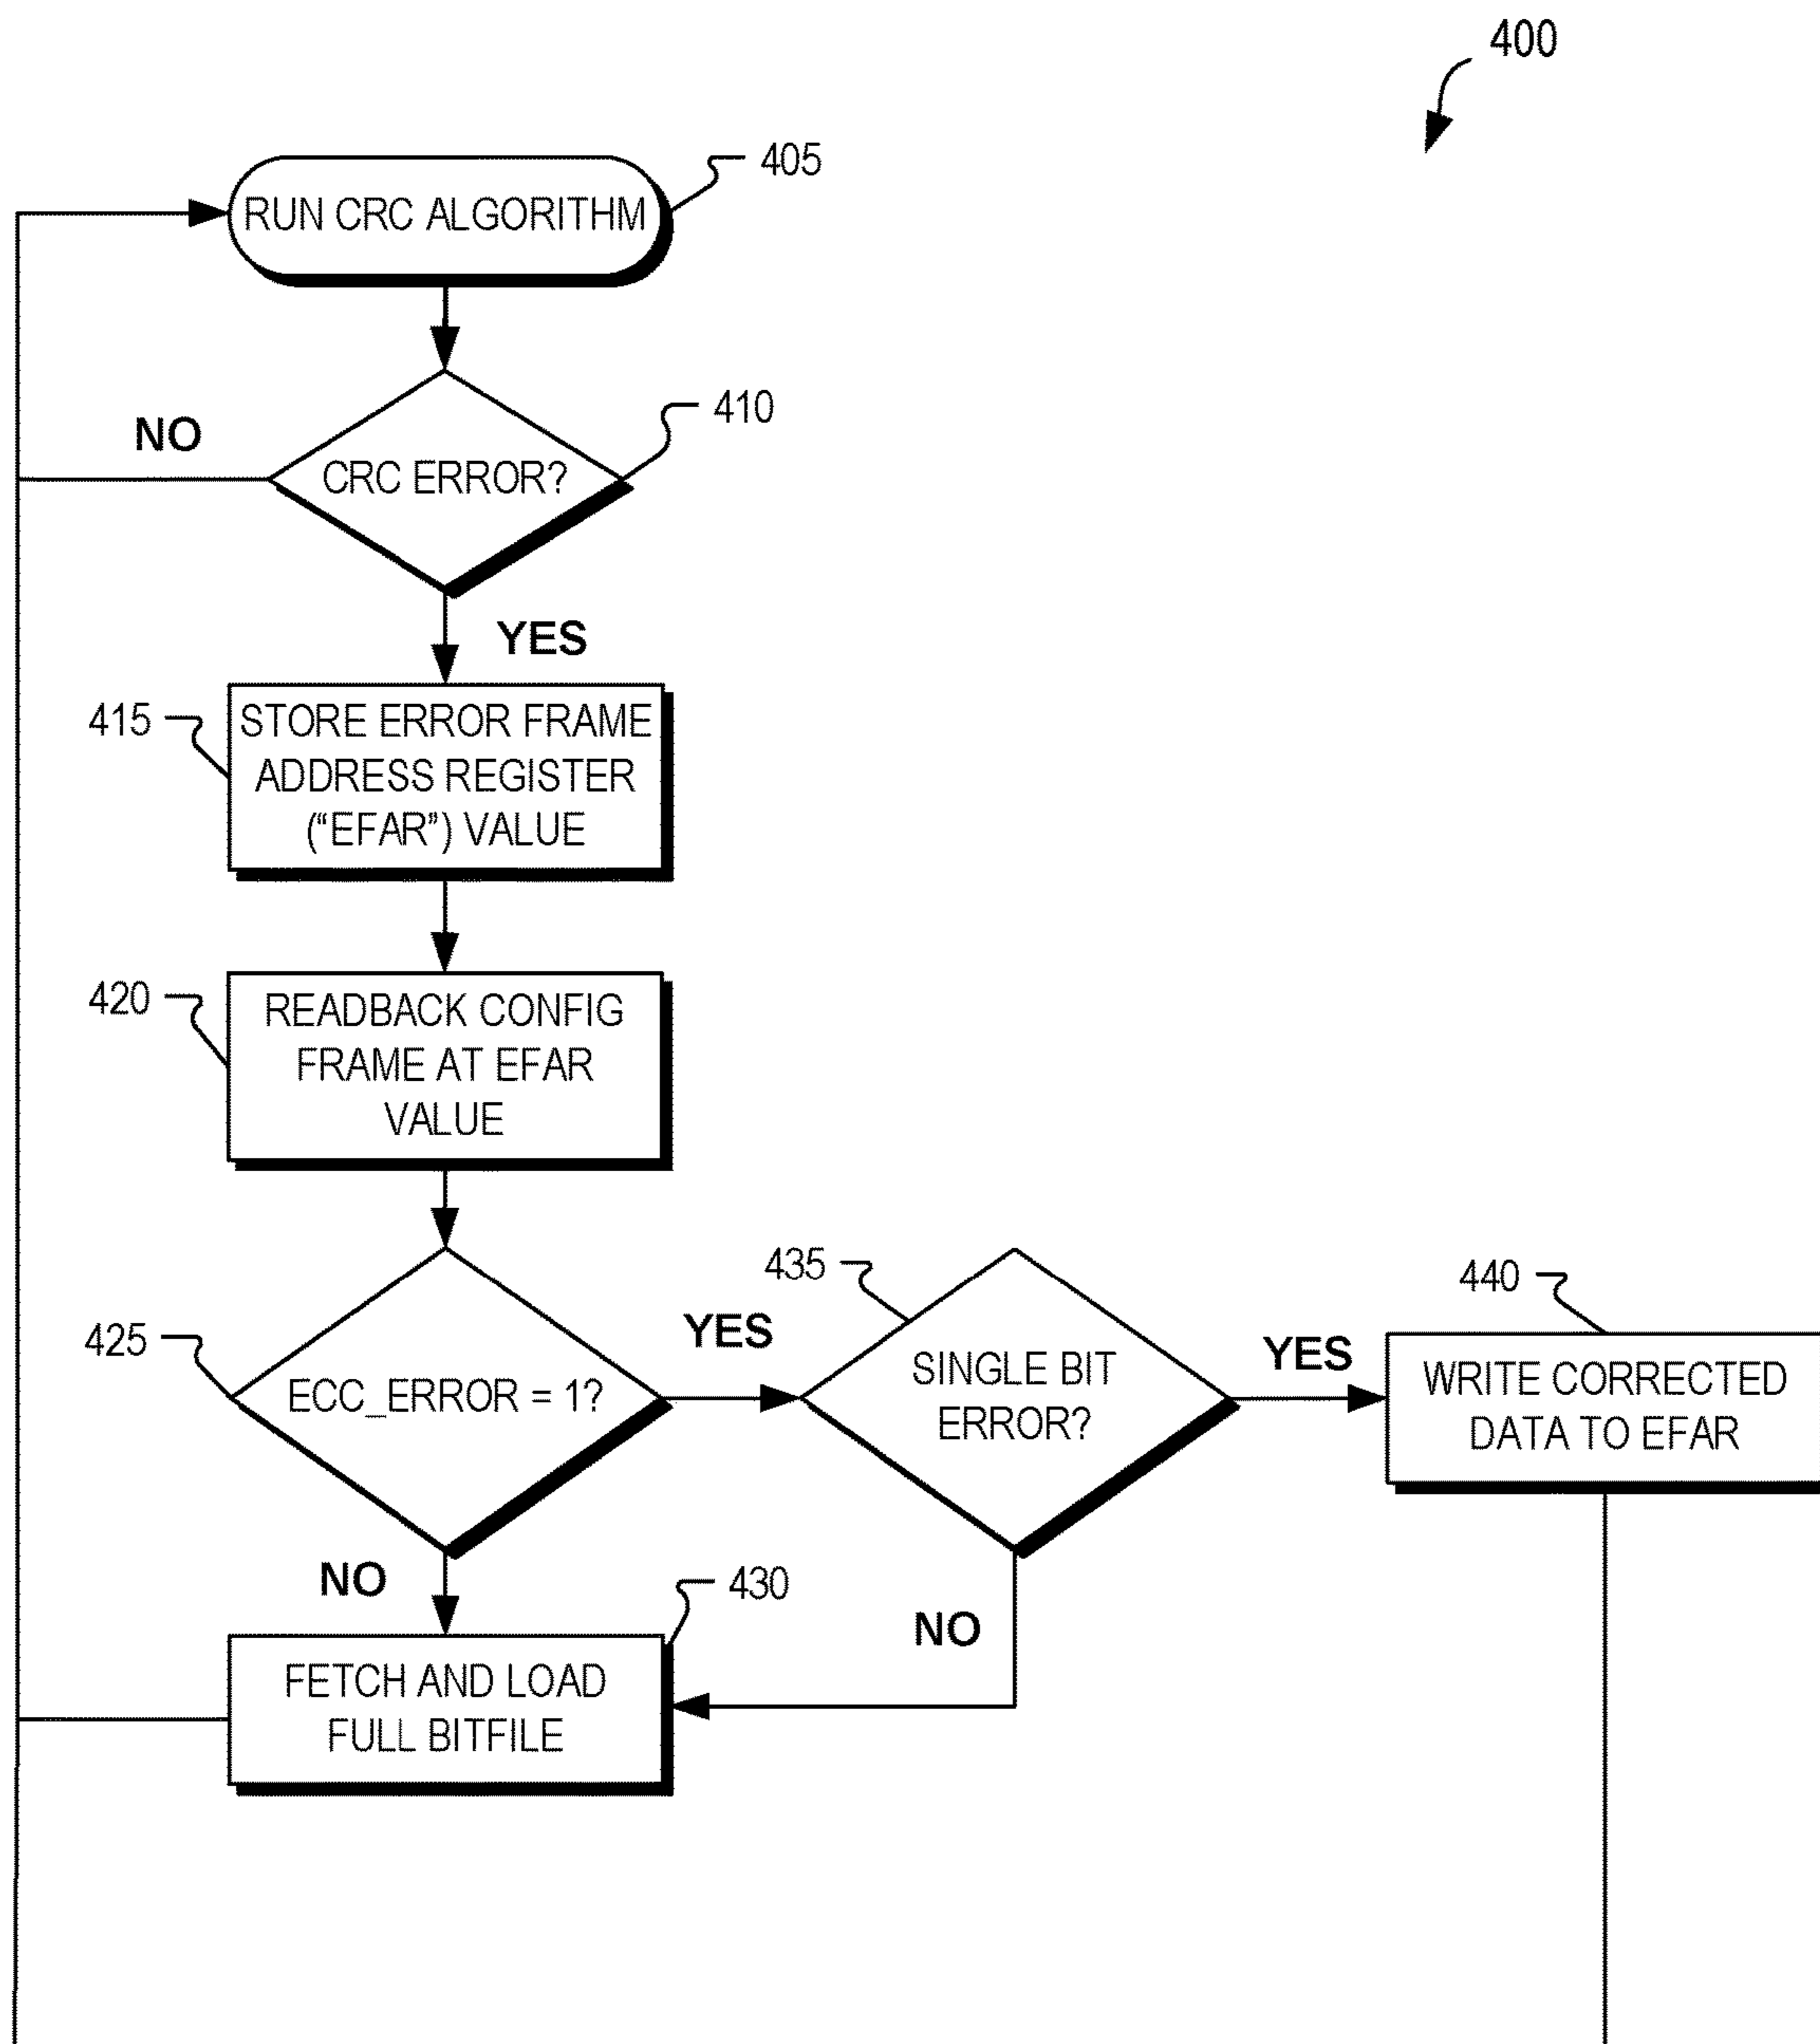 400
405
RUN CRC ALGORITHM
410
NO
CRC ERROR?
YES
415
STORE ERROR FRAME
ADDRESS REGISTER
("EFAR") VALUE
420
READBACK CONFIG
FRAME AT EFAR
VALUE
425
ECC_ERROR = 1?
YES
435
SINGLE BIT
ERROR?
YES
440
WRITE CORRECTED
DATA TO EFAR
NO
430
NO
FETCH AND LOAD
FULL BITFILE